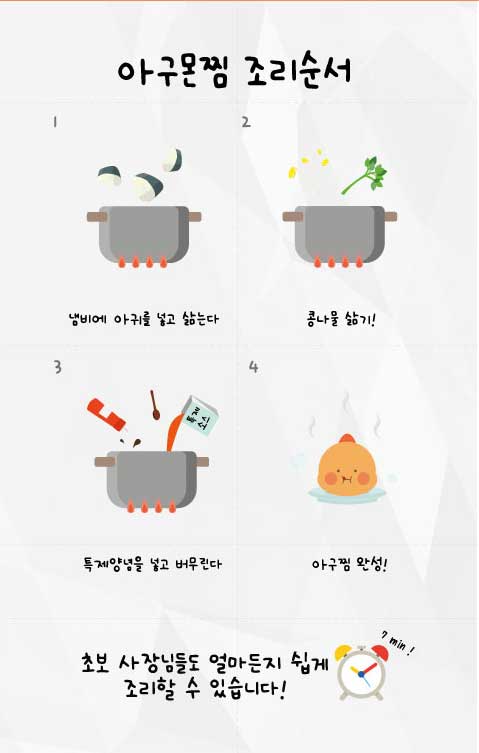 아구몬찜 조리순서
1
2
냄비에 아귀를 넣고 삶는다
콩나물 삶기!
3
4
특제
소스
특제양념을 넣고 버무린다
아구찜 완성!
7 min !
초보 사장님들도 얼마든지 쉽게
조리할 수 있습니다!